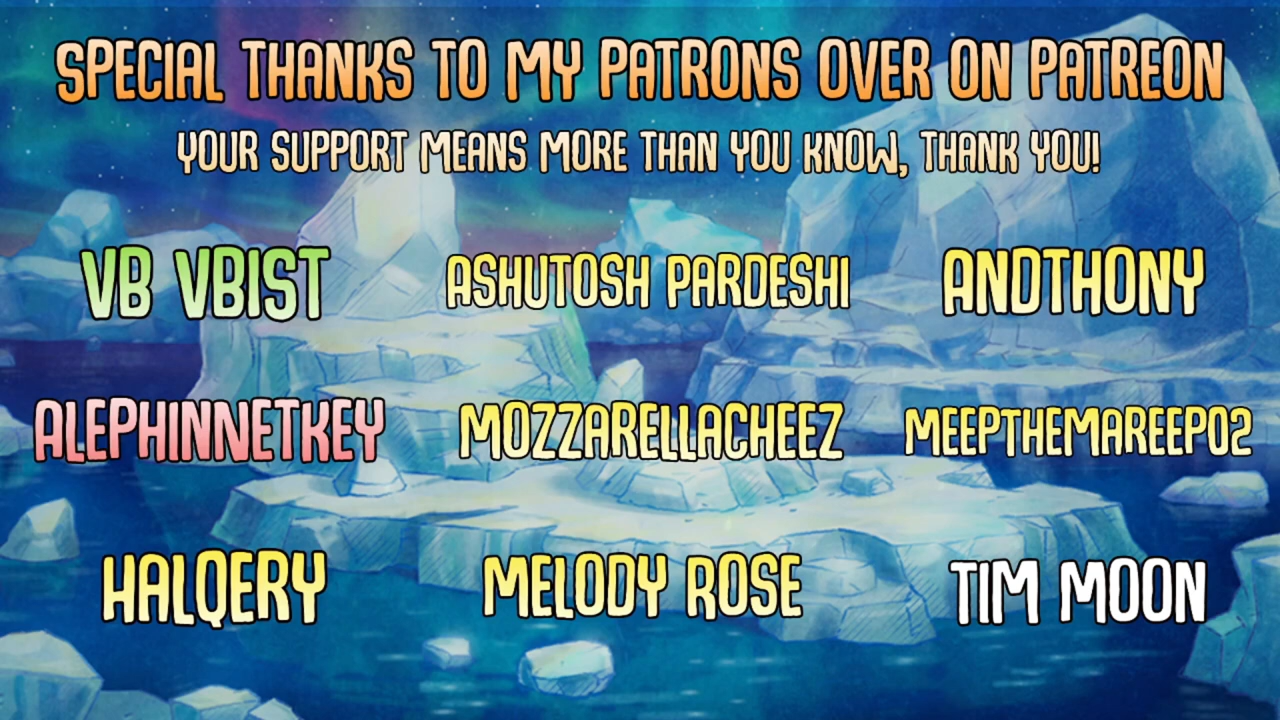 SPECIAL THANKS TO MY PATRONS OVER ON PATREON
YOUR SUPPORT MEANS MORE THAN YOU KNOW, THANK YOU!
VB VBIST
ASHUTOSH PARDESHI
ANDTHONY
ALEPHINNETKEY
MOZZARELLACHEEZ
MEEPTHEMAREEP02
HALQERY
MELODY ROSE
TIM MOON